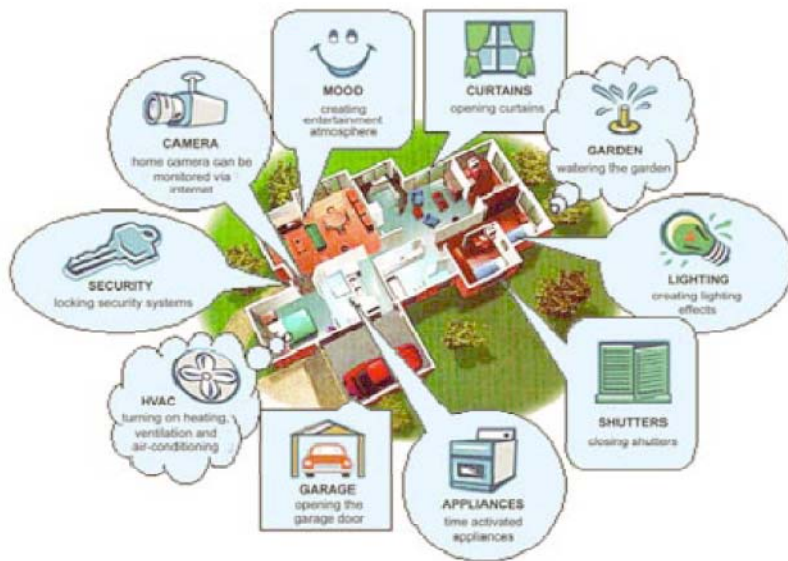 MOOD
creating
entertainment
atmosphere
CURTAINS
opening curtains
CAMERA
home camera can be
monitored via
internet
GARDEN
watering the garden
SECURITY
locking security systems
LIGHTING
creating lighting
effects
HVAC
turning on heating,
ventilation and
air-conditioning
SHUTTERS
closing shutters
GARAGE
opening the
garage door
APPLIANCES
time activated
appliances